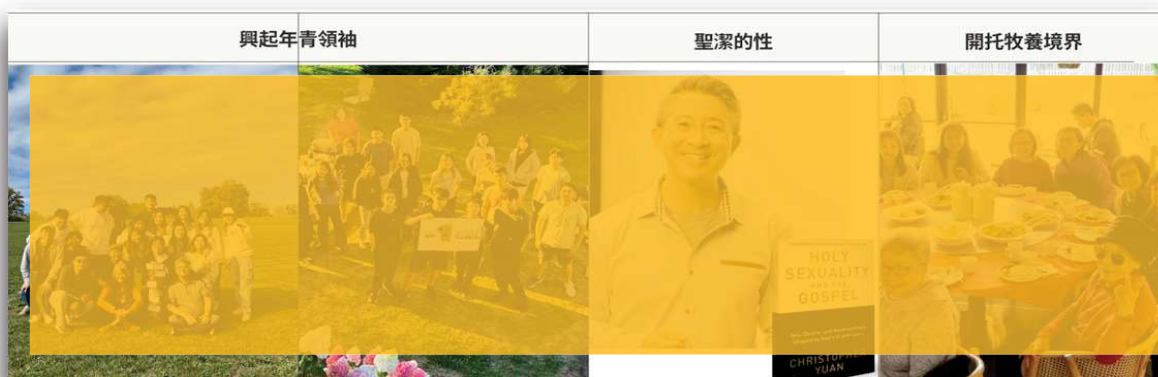 興起年青領袖
聖潔的性
開托牧養境界
HOLY
SEXUALITY
AND THE
GOSPEL
CHRISTOPHER
YUAN